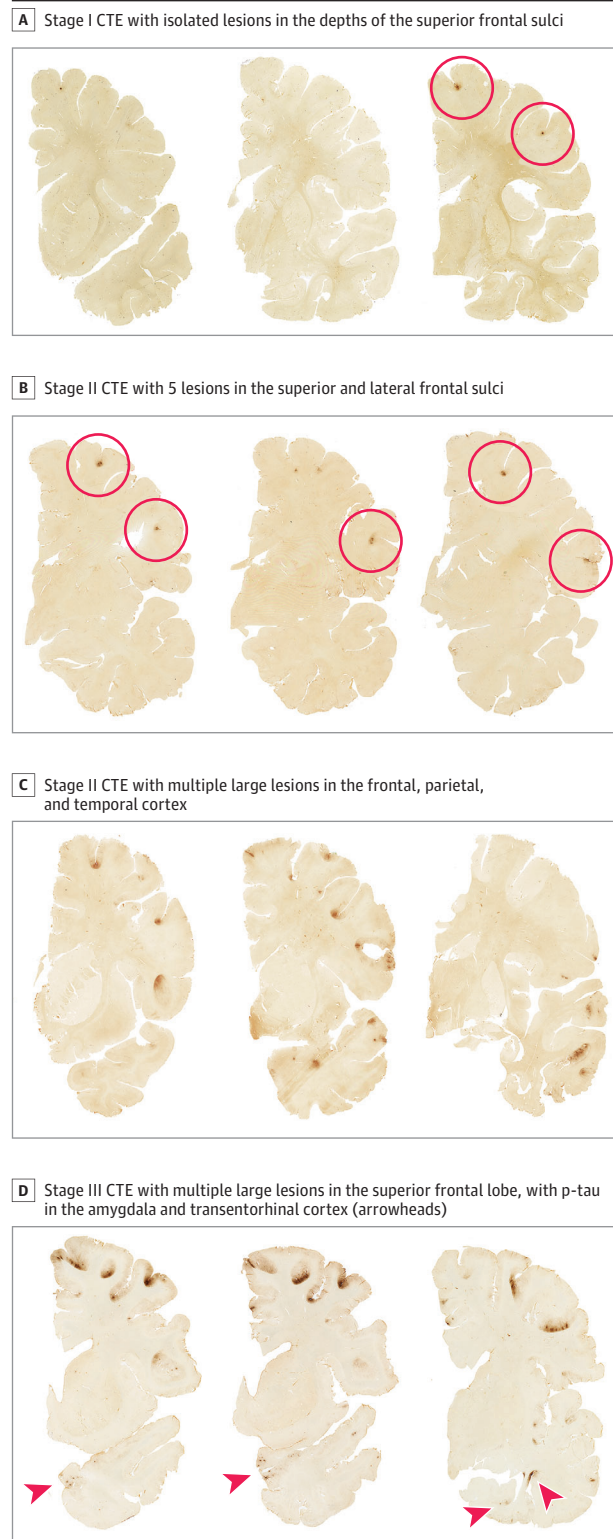 A Stage I CTE with isolated lesions in the depths of the superior frontal sulci
B Stage II CTE with 5 lesions in the superior and lateral frontal sulci
C Stage II CTE with multiple large lesions in the frontal, parietal,
and temporal cortex
D Stage III CTE with multiple large lesions in the superior frontal lobe, with p-tau
in the amygdala and transentorhinal cortex (arrowheads)